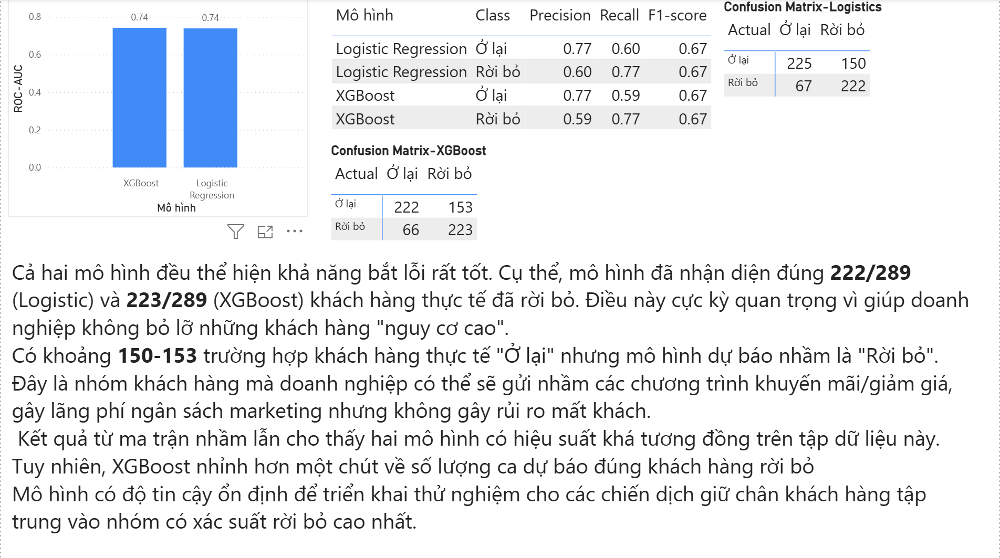 0.8
0.6
0.4
0.2
0.0
ROC-AUC
0.74
0.74
XGBoost
Logistic
Regression
Mô hình
Mô hình Class Precision Recall F1-score
Logistic Regression Ở lại 0.77 0.60 0.67
Logistic Regression Rời bỏ 0.60 0.77 0.67
XGBoost Ở lại 0.77 0.59 0.67
XGBoost Rời bỏ 0.59 0.77 0.67
Confusion Matrix-Logistics
Actual Ở lại Rời bỏ
Ở lại 225 150
Rời bỏ 67 222
Confusion Matrix-XGBoost
Actual Ở lại Rời bỏ
Ở lại 222 153
Rời bỏ 66 223
Cả hai mô hình đều thể hiện khả năng bắt lỗi rất tốt. Cụ thể, mô hình đã nhận diện đúng 222/289
(Logistic) và 223/289 (XGBoost) khách hàng thực tế đã rời bỏ. Điều này cực kỳ quan trọng vì giúp doanh
nghiệp không bỏ lỡ những khách hàng "nguy cơ cao".
Có khoảng 150-153 trường hợp khách hàng thực tế "Ở lại" nhưng mô hình dự báo nhầm là "Rời bỏ".
Đây là nhóm khách hàng mà doanh nghiệp có thể sẽ gửi nhầm các chương trình khuyến mãi/giảm giá,
gây lãng phí ngân sách marketing nhưng không gây rủi ro mất khách.
Kết quả từ ma trận nhầm lẫn cho thấy hai mô hình có hiệu suất khá tương đồng trên tập dữ liệu này.
Tuy nhiên, XGBoost nhỉnh hơn một chút về số lượng ca dự báo đúng khách hàng rời bỏ
Mô hình có độ tin cậy ổn định để triển khai thử nghiệm cho các chiến dịch giữ chân khách hàng tập
trung vào nhóm có xác suất rời bỏ cao nhất.